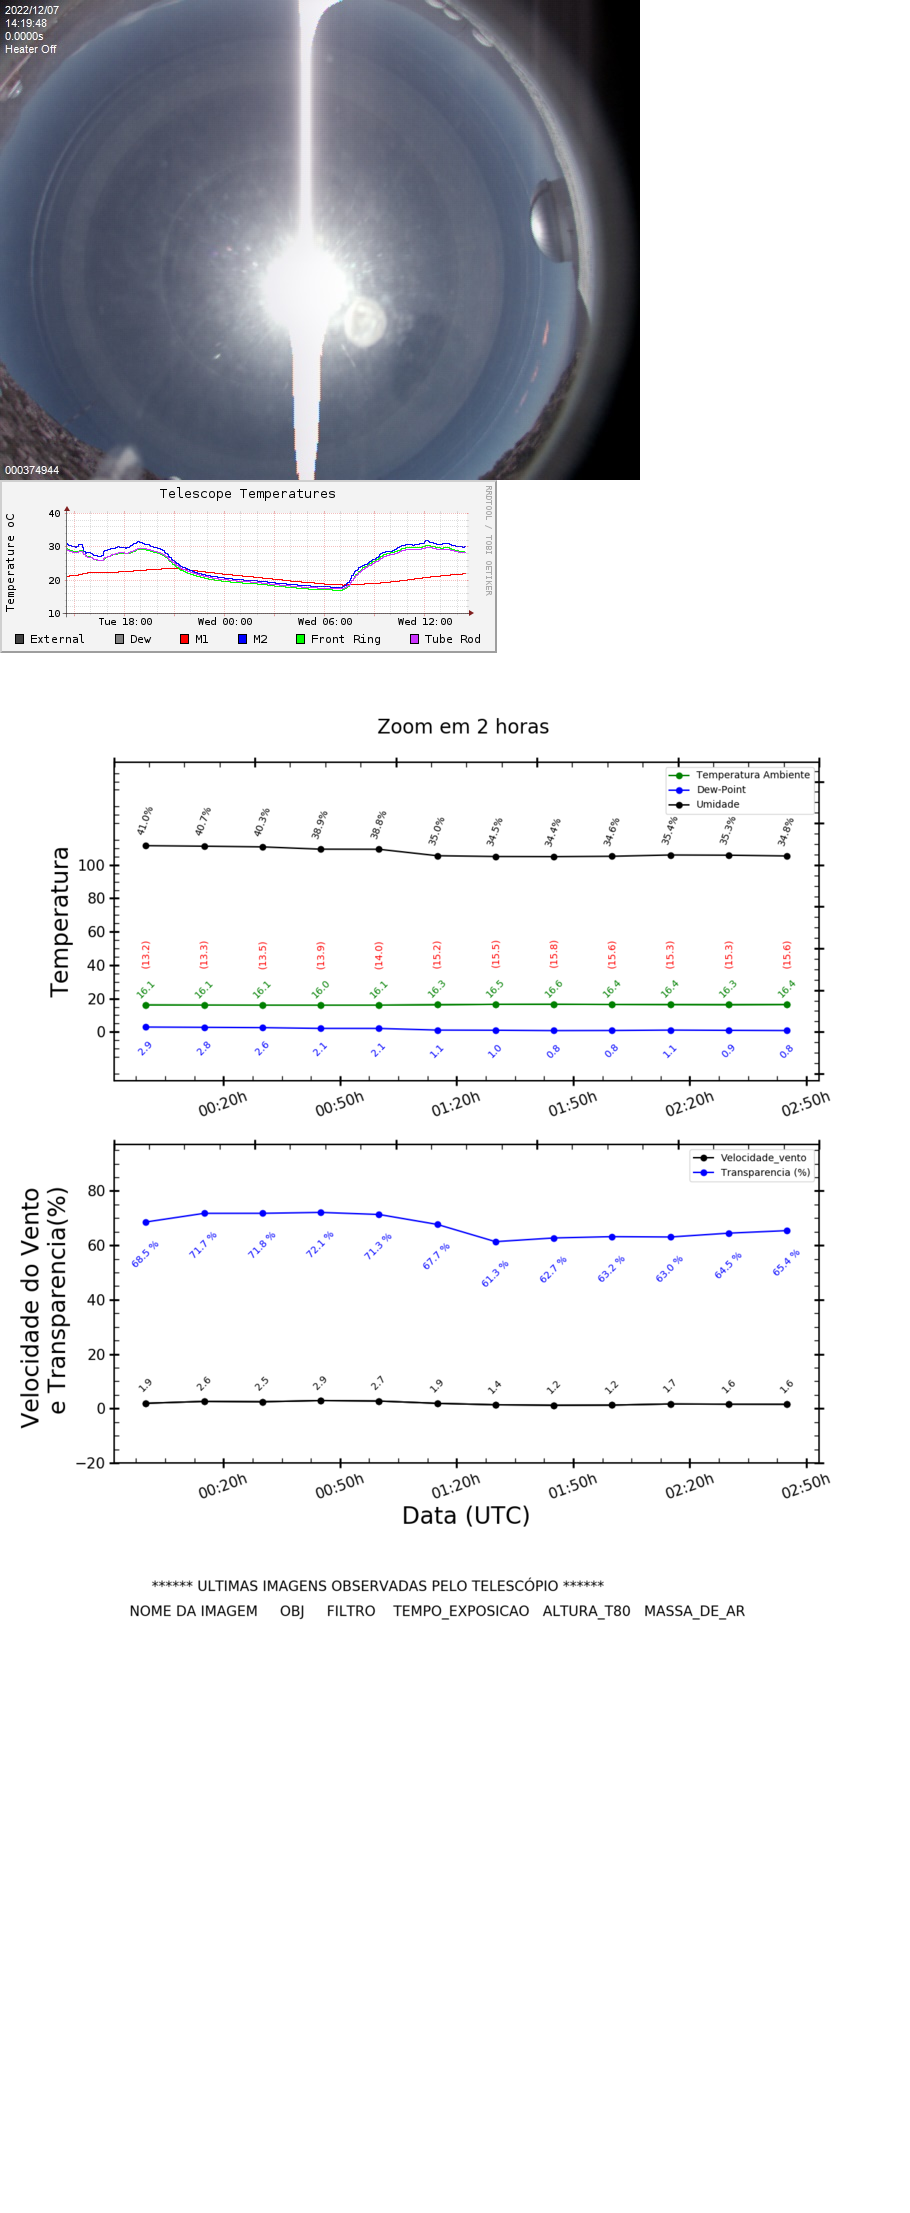 2022/12/07
14:19:48
0.0000s
Heater Off
000374944
Telescope Temperatures
RRDTOOL / TOBI OETIKER
Temperature oC
40
30
20
10
Tue 18:00 Wed 00:00 Wed 06:00 Wed 12:00
External Dew M1 M2 Front Ring Tube Rod
Zoom em 2 horas
Temperatura Ambiente
Dew-Point
Umidade
41.0% 40.7% 40.3% 38.9% 38.8% 35.0% 34.5% 34.4% 34.6% 35.4% 35.3% 34.8%
Temperatura
100
80
60
40
20
0
(13.2) (13.3) (13.5) (13.9) (14.0) (15.2) (15.5) (15.8) (15.6) (15.3) (15.3) (15.6)
16.1 16.1 16.1 16.0 16.1 16.3 16.5 16.6 16.4 16.4 16.3 16.4
2.9 2.8 2.6 2.1 2.1 1.1 1.0 0.8 0.8 1.1 0.9 0.8
00:20h 00:50h 01:20h 01:50h 02:20h 02:50h
Velocidade_vento
Transparencia (%)
Velocidade do Vento
e Transparencia(%)
80
60
40
20
0
−20
68.5 % 71.7 % 71.8 % 72.1 % 71.3 % 67.7 % 61.3 % 62.7 % 63.2 % 63.0 % 64.5 % 65.4 %
1.9 2.6 2.5 2.9 2.7 1.9 1.4 1.2 1.2 1.7 1.6 1.6
00:20h 00:50h 01:20h 01:50h 02:20h 02:50h
Data (UTC)
****** ULTIMAS IMAGENS OBSERVADAS PELO TELESCÓPIO ******
NOME DA IMAGEM OBJ FILTRO TEMPO_EXPOSICAO ALTURA_T80 MASSA_DE_AR